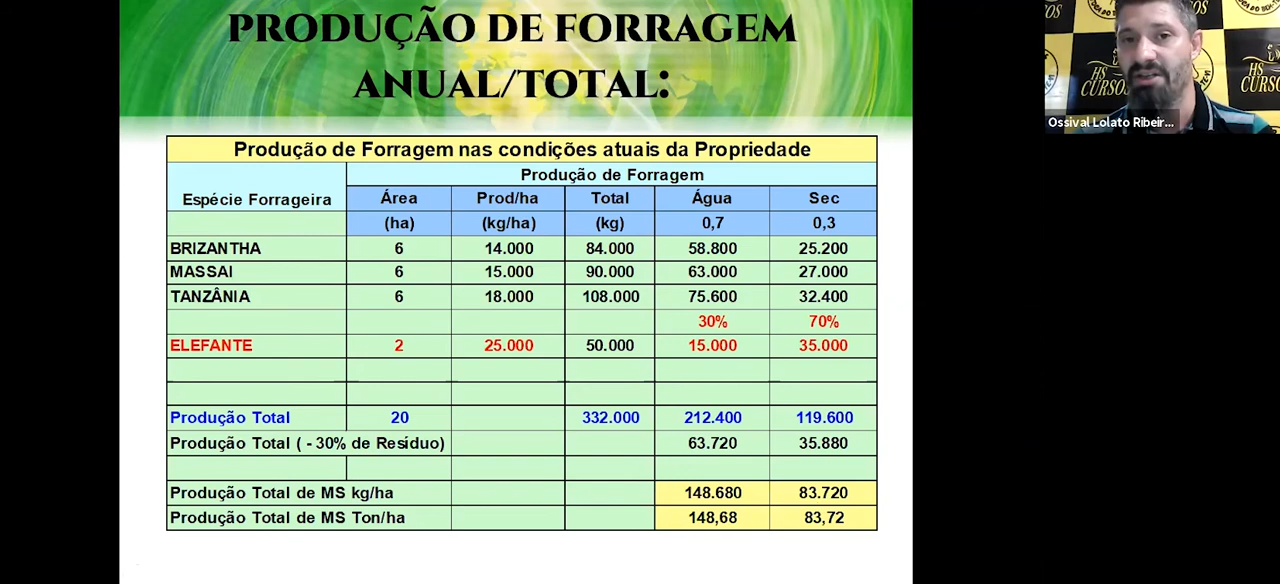 PRODUÇÃO DE FORRAGEM
ANUAL/TOTAL:
Produção de Forragem nas condições atuais da Propriedade
Espécie Forrageira Produção de Forragem
Área Prod/ha Total Água Sec
(ha) (kg/ha) (kg) 0,7 0,3
BRIZANTHA 6 14.000 84.000 58.800 25.200
MASSAI 6 15.000 90.000 63.000 27.000
TANZÂNIA 6 18.000 108.000 75.600 32.400
30% 70%
ELEFANTE 2 25.000 50.000 15.000 35.000
Produção Total 20 332.000 212.400 119.600
Produção Total ( - 30% de Resíduo) 63.720 35.880
Produção Total de MS kg/ha 148.680 83.720
Produção Total de MS Ton/ha 148,68 83,72
HS
CURSOS
HS
CURSOS
Ossival Lolato Ribeir...